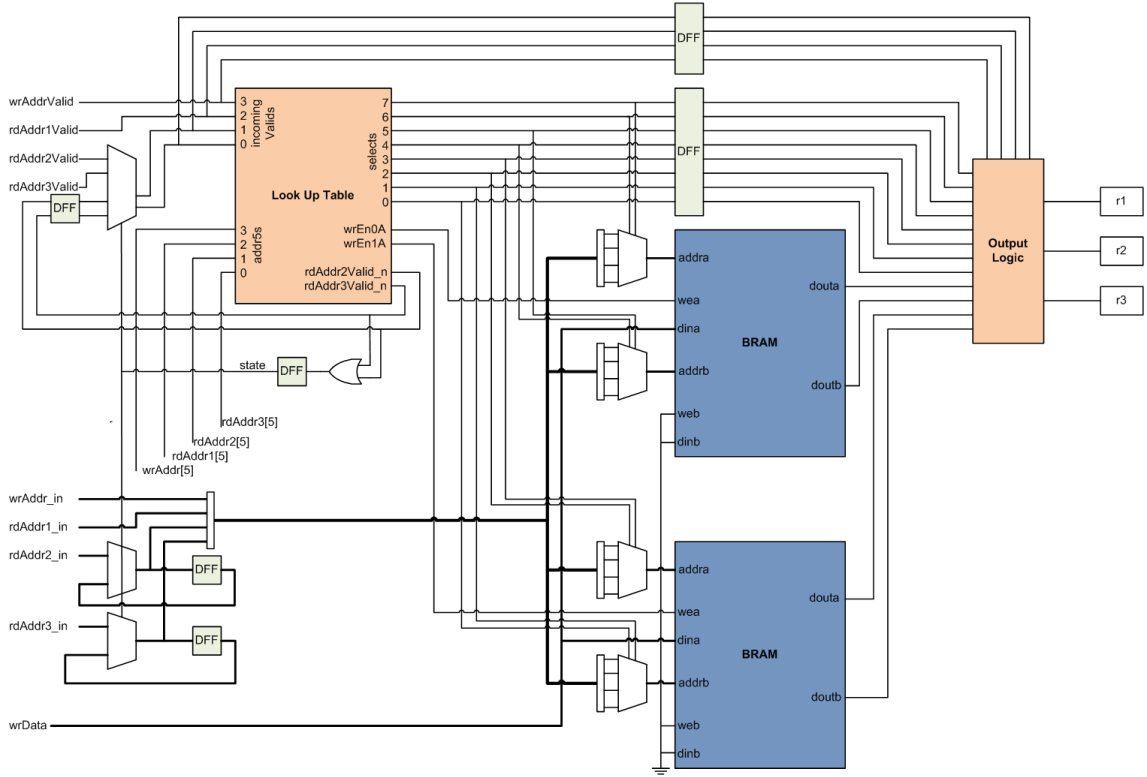 DFF
wrAddrValid
rdAddr1Valid
rdAddr2Valid
rdAddr3Valid
DFF
3
2
1
0
incoming
Valids
Look Up Table
3
2
1
0
addr5s
7
6
5
4
3
2
1
0
selects
wrEn0A
wrEn1A
rdAddr2Valid_n
rdAddr3Valid_n
DFF
state
DFF
rdAddr3[5]
rdAddr2[5]
rdAddr1[5]
wrAddr[5]
addra
wea
dina
addrb
web
dinb
BRAM
douta
doutb
Output
Logic
r1
r2
r3
wrAddr_in
rdAddr1_in
rdAddr2_in
DFF
rdAddr3_in
DFF
wrData
addra
wea
dina
addrb
web
dinb
BRAM
douta
doutb